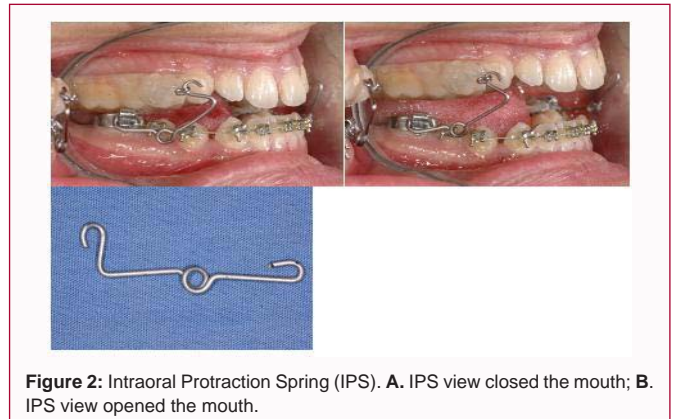 Figure 2: Intraoral Protraction Spring (IPS). A. IPS view closed the mouth; B.
IPS view opened the mouth.